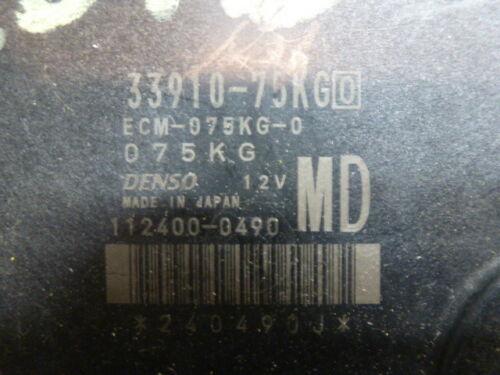 33910-75KG0
ECM-075KG-0
075KG
DENSO 12V
MADE IN JAPAN MD
112400-0490
*240490J*